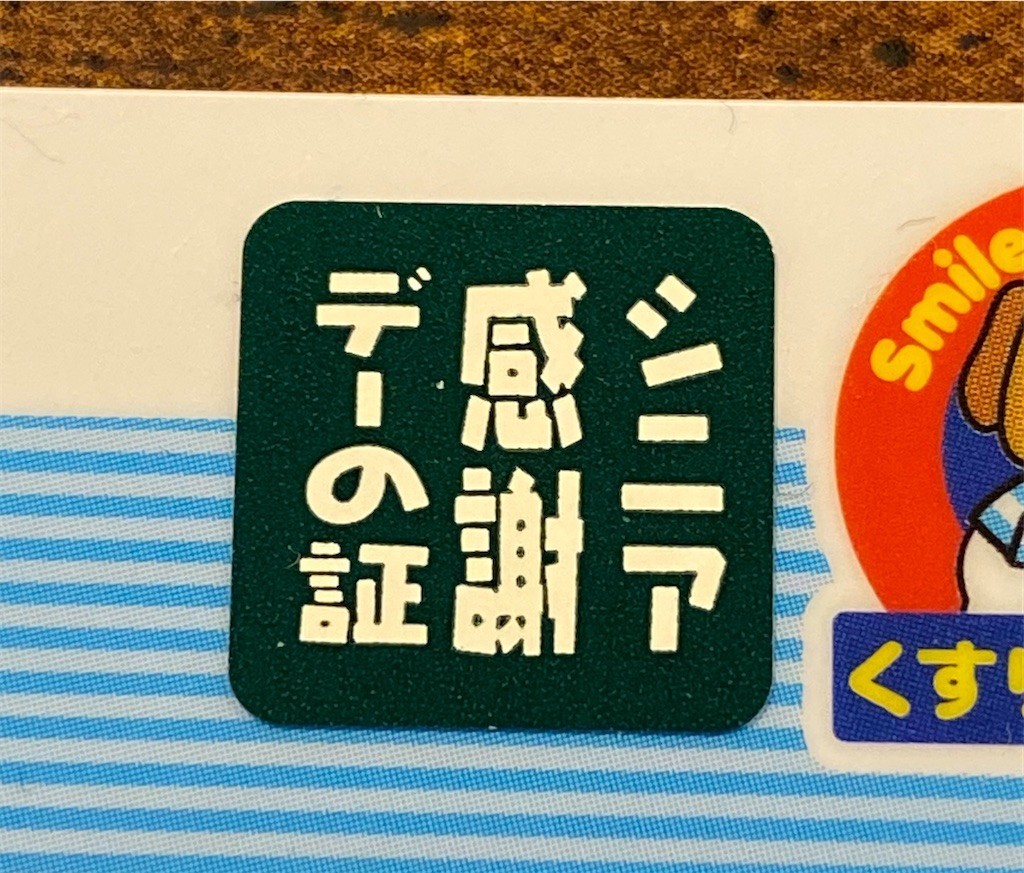 シニア
感謝
デーの証
Smile
くすり